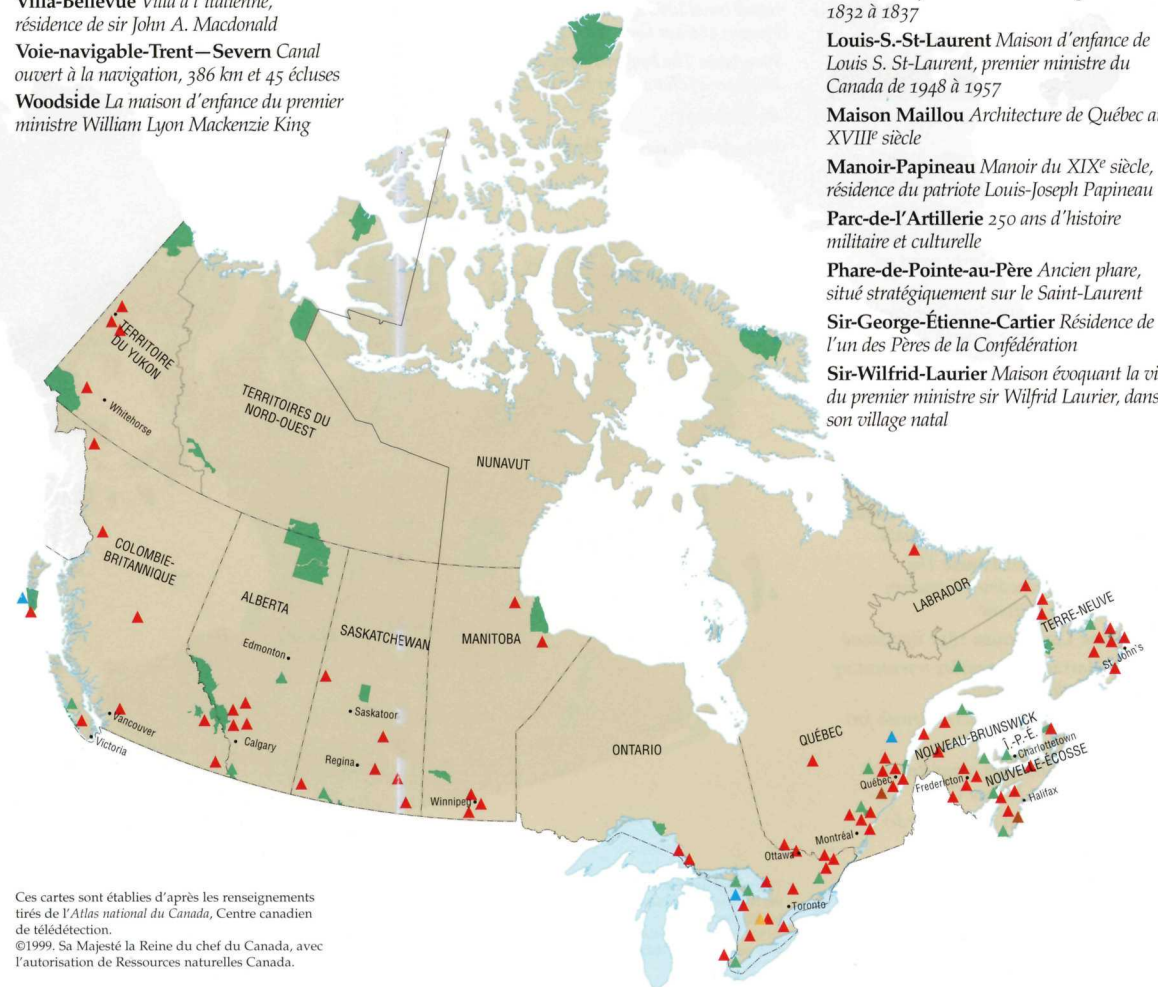 Villa-Bellevue Villa à l'italienne,
résidence de sir John A. Macdonald
Voie-navigable-Trent—Severn Canal
ouvert à la navigation, 386 km et 45 écluses
Woodside La maison d'enfance du premier
ministre William Lyon Mackenzie King
1832 à 1837
Louis-S.-St-Laurent Maison d'enfance de
Louis S. St-Laurent, premier ministre du
Canada de 1948 à 1957
Maison Maillou Architecture de Québec au
XVIIIe siècle
Manoir-Papineau Manoir du XIXe siècle,
résidence du patriote Louis-Joseph Papineau
Parc-de-l'Artillerie 250 ans d'histoire
militaire et culturelle
Phare-de-Pointe-au-Père Ancien phare,
situé stratégiquement sur le Saint-Laurent
Sir-George-Étienne-Cartier Résidence de
l'un des Pères de la Confédération
Sir-Wilfrid-Laurier Maison évoquant la vi
du premier ministre sir Wilfrid Laurier, dans
son village natal
TERRITOIRE
DU YUKON
Whitehorse
TERRITOIRES DU
NORD-OUEST
NUNAVUT
COLOMBIE-
BRITANNIQUE
ALBERTA
Edmonton
SASKATCHEWAN
MANITOBA
Saskatoon
Vancouver
Victoria
Calgary
Regina
Winnipeg
ONTARIO
QUÉBEC
LABRADOR
TERRE-NEUVE
St. John's
NOUVEAU-BRUNSWICK
Î.-P.-É.
Charlottetown
NOUVELLE-ÉCOSSE
Québec
Fredericton
Halifax
Montréal
Ottawa
Toronto
Ces cartes sont établies d'après les renseignements
tirés de l'Atlas national du Canada, Centre canadien
de télédétection.
©1999. Sa Majesté la Reine du chef du Canada, avec
l'autorisation de Ressources naturelles Canada.